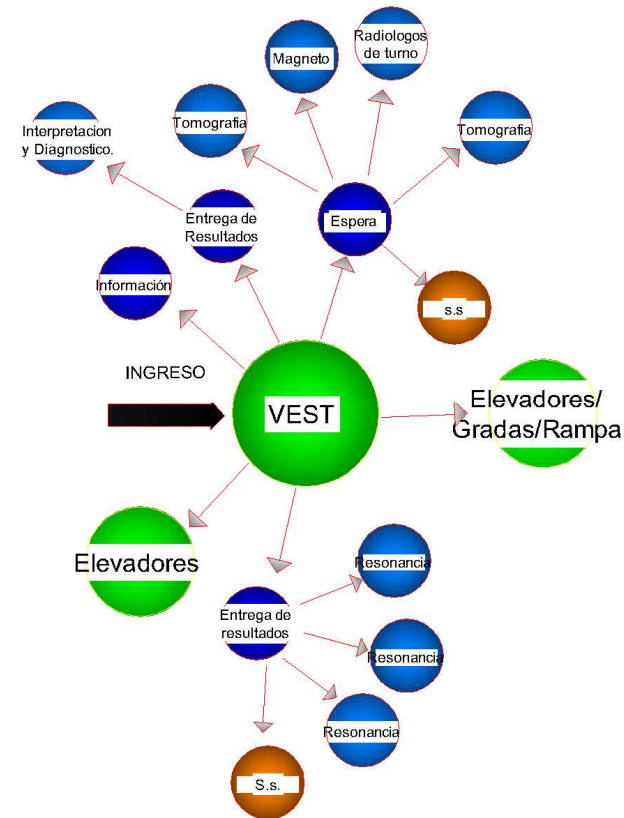 Radiologos
de turno
Magneto
Tomografia
Tomografia
Interpretacion
y Diagnostico.
Entrega de
Resultados
Espera
Información
s.s
INGRESO
VEST
Elevadores/
Gradas/Rampa
Elevadores
Resonancia
Entrega de
resultados
Resonancia
Resonancia
S.s.